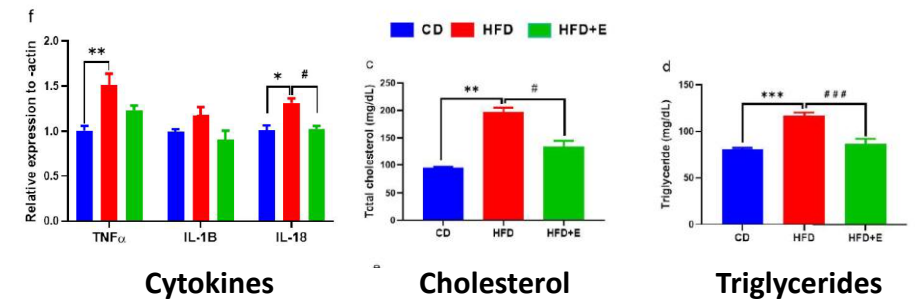 f
CD HFD HFD+E
Relative expression to -actin
2.0
1.5
1.0
0.5
0.0
**
*
#
TNFα IL-1B IL-18
Cytokines
c
Total cholesterol (mg/dL)
250
200
150
100
50
0
**
#
CD HFD HFD+E
Cholesterol
d
Triglyceride (mg/dL)
150
100
50
0
***
###
CD HFD HFD+E
Triglycerides